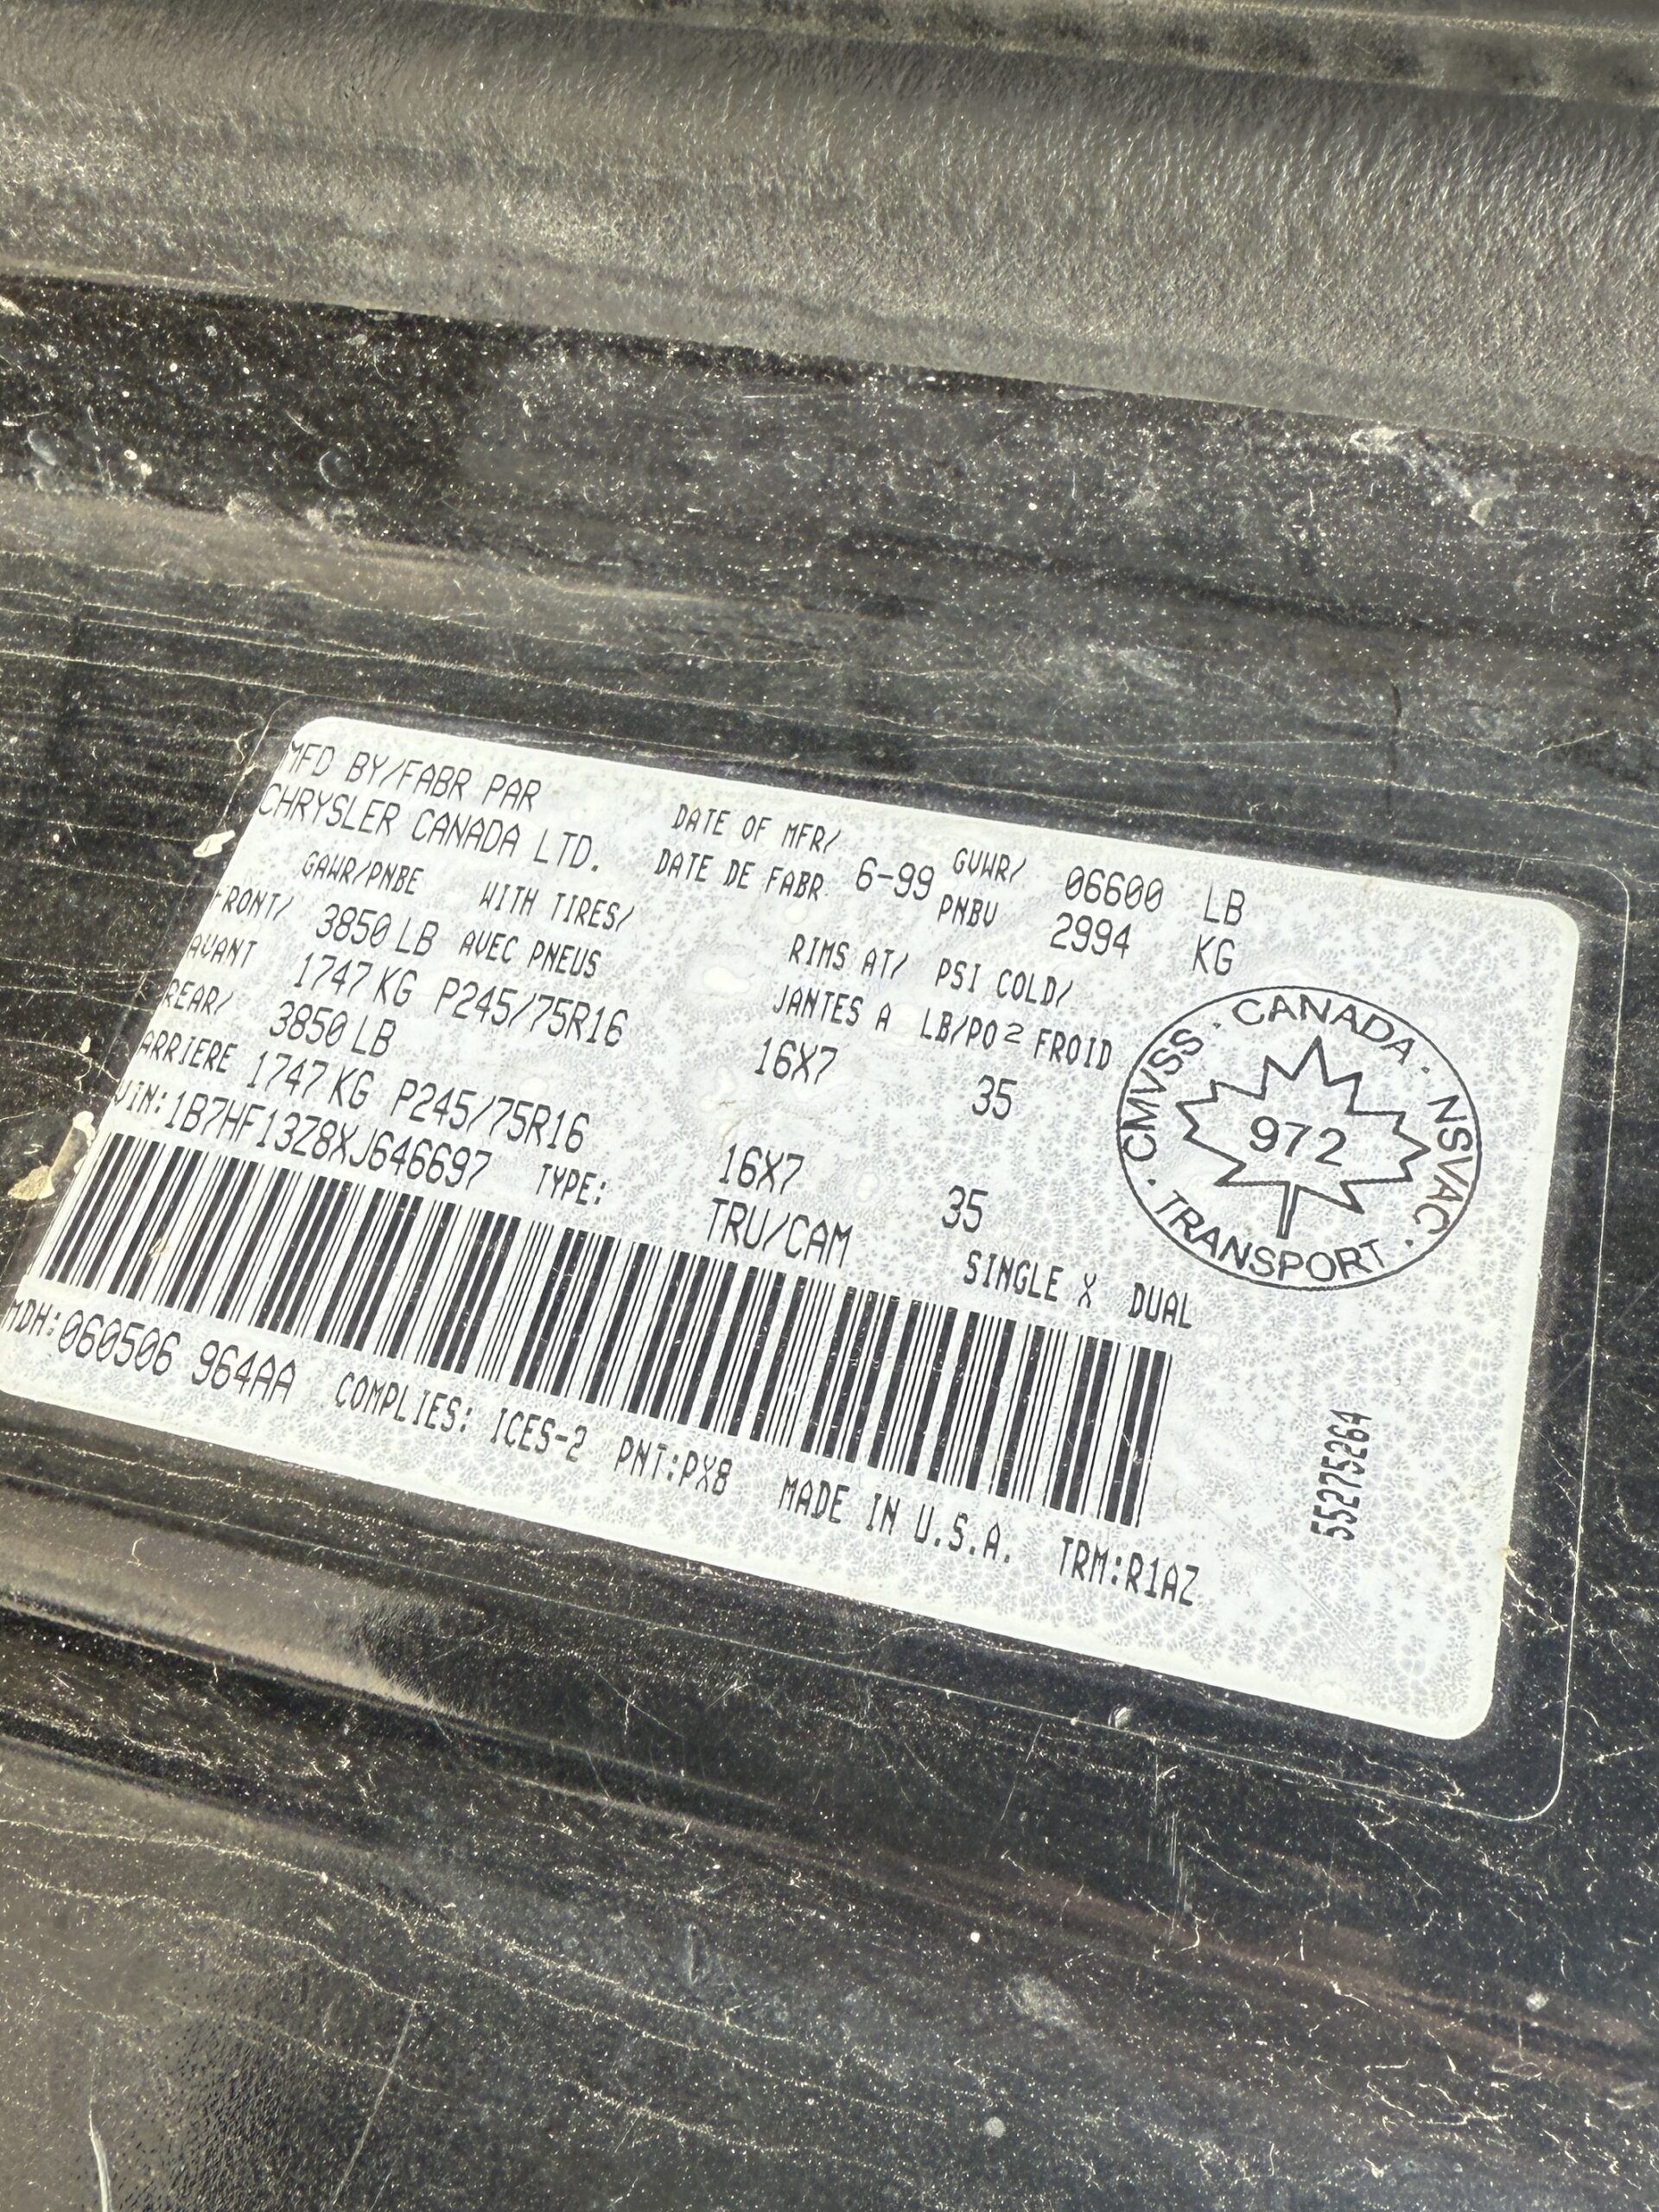 MFD BY/FABR PAR
CHRYSLER CANADA LTD.
DATE OF MFR/
DATE DE FABR 6-99
GVWR/ 06600 LB
PNBV 2994 KG
GAWR/PNBE WITH TIRES/ RIMS AT/ PSI COLD/
AVEC PNEUS JANTES A LB/PO² FROID
FRONT/ 3850 LB
AVANT 1747 KG P245/75R16 16X7 35
REAR/ 3850 LB
ARRIERE 1747 KG P245/75R16 16X7 35
VIN:1B7HF13Z8XJ646697 TYPE: TRU/CAM SINGLE X DUAL
MDH:060506 964AA COMPLIES: ICES-2 PNT:PX8 MADE IN U.S.A. TRM:R1AZ
CMVSS · CANADA · NSVAC · TRANSPORT ·
972
55275264